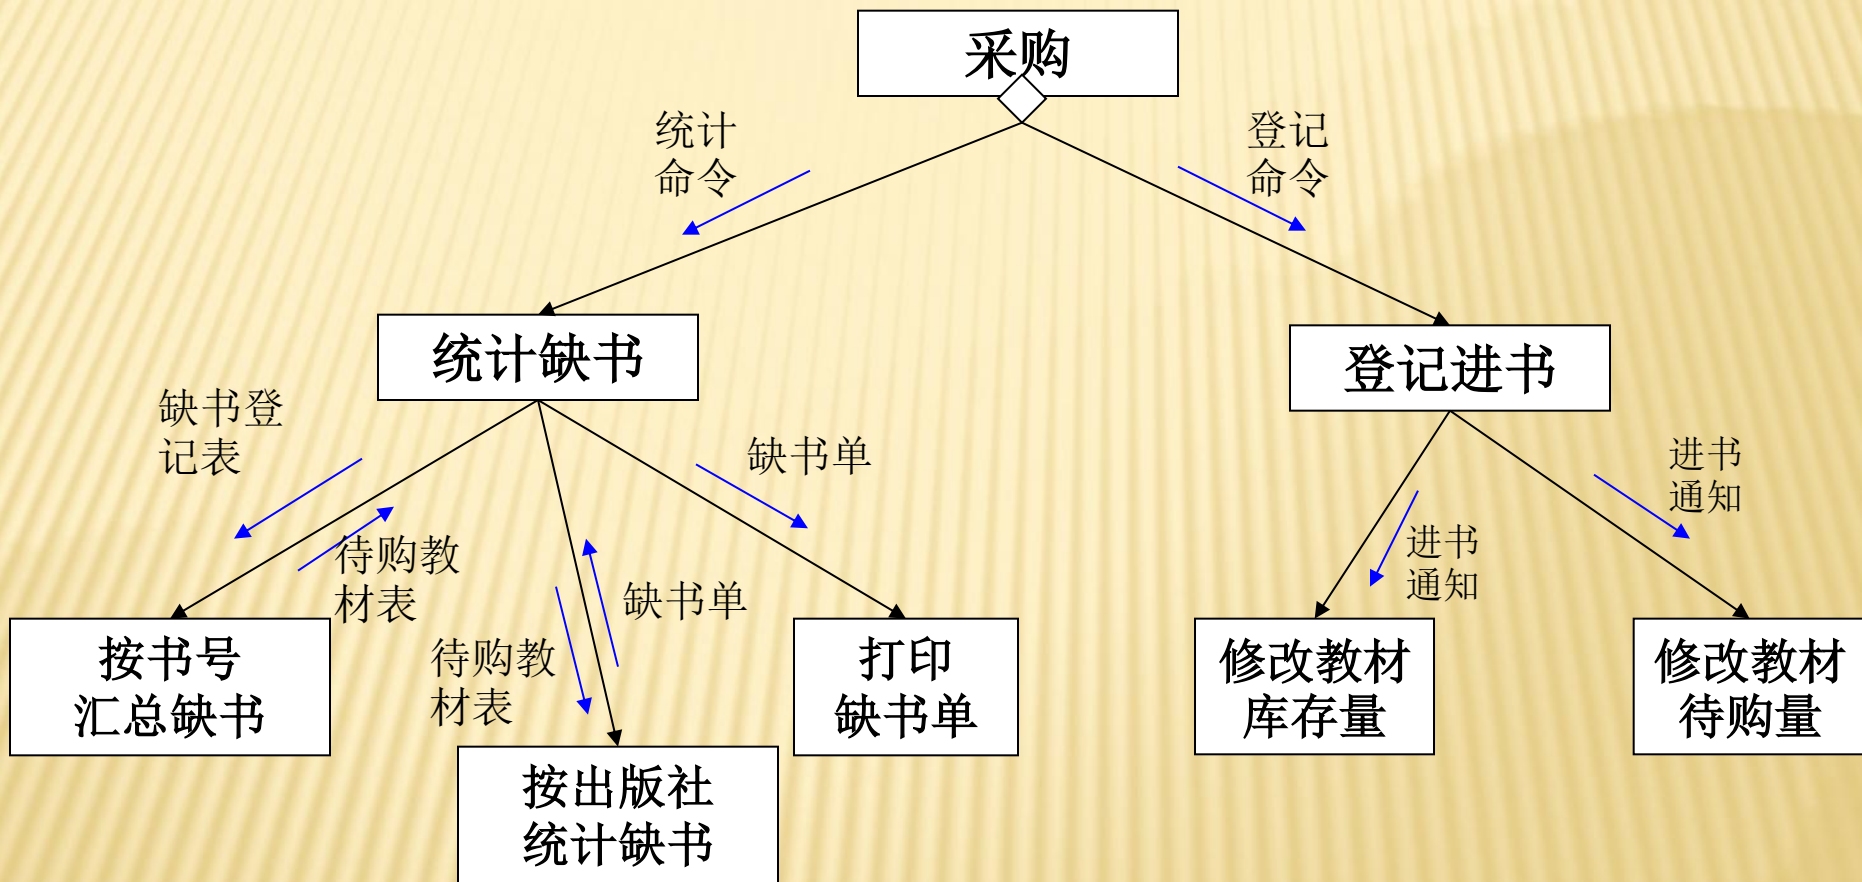 采购
统计
命令
登记
命令
统计缺书
登记进书
缺书登
记表
缺书单
进书
通知
待购教
材表
进书
通知
缺书单
待购教
材表
按书号
汇总缺书
打印
缺书单
修改教材
库存量
修改教材
待购量
按出版社
统计缺书